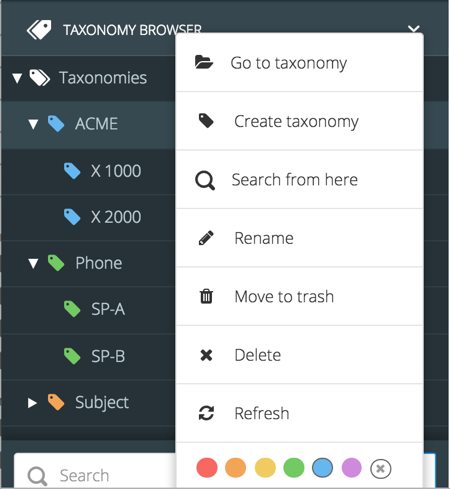 TAXONOMY BROWSER
Taxonomies
ACME
X 1000
X 2000
Phone
SP-A
SP-B
Subject
Search
Go to taxonomy
Create taxonomy
Search from here
Rename
Move to trash
Delete
Refresh